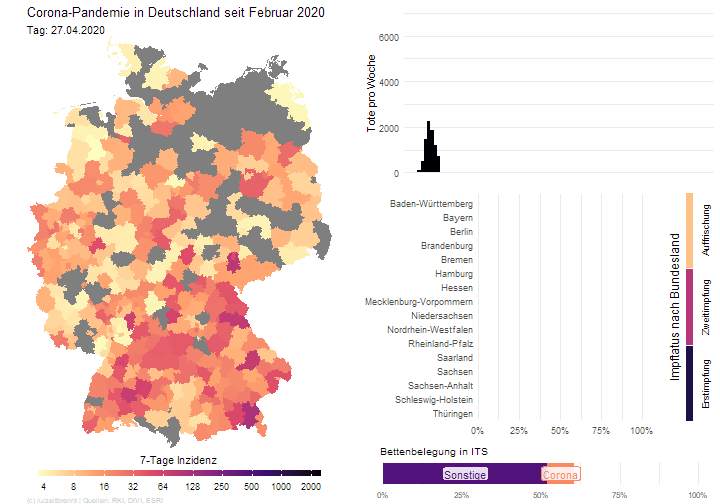 Corona-Pandemie in Deutschland seit Februar 2020
Tag: 27.04.2020
7-Tage Inzidenz
4 8 16 32 64 128 256 512 1000 2000
Tote pro Woche
6000
4000
2000
0
Impfstatus nach Bundesland
Baden-Württemberg
Bayern
Berlin
Brandenburg
Bremen
Hamburg
Hessen
Mecklenburg-Vorpommern
Niedersachsen
Nordrhein-Westfalen
Rheinland-Pfalz
Saarland
Sachsen
Sachsen-Anhalt
Schleswig-Holstein
Thüringen
0% 25% 50% 75% 100%
Auffrischung
Zweitimpfung
Erstimpfung
Bettenbelegung in ITS
Sonstige
Corona
0% 25% 50% 75% 100%
Quellen: RKI, DIVI, ESRI